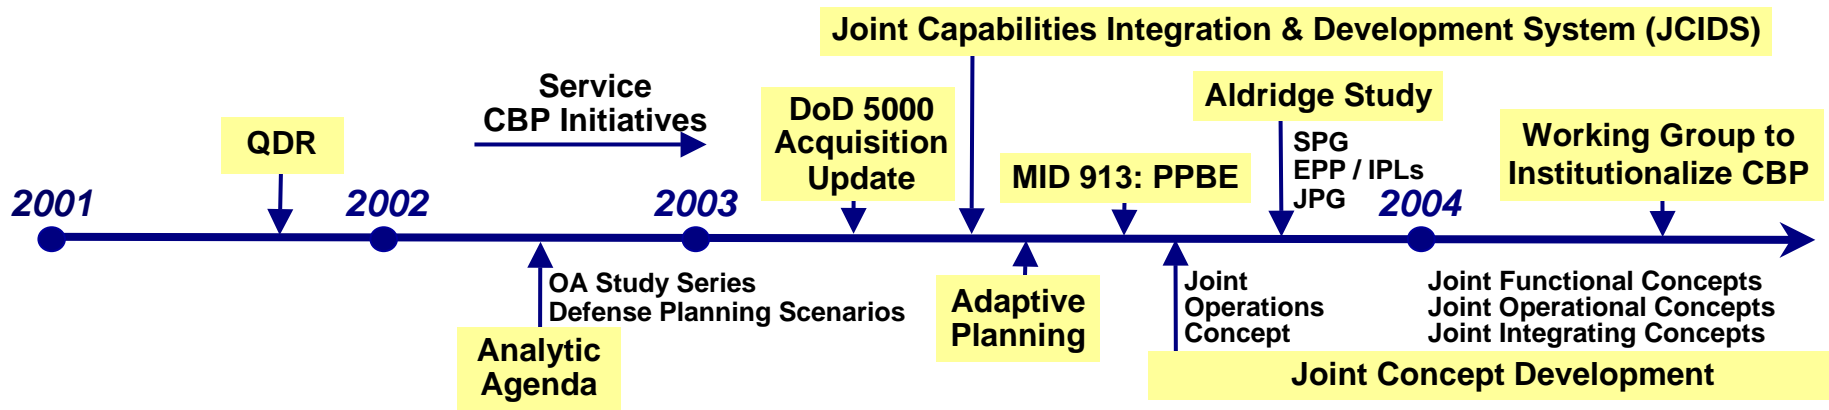 Joint Capabilities Integration & Development System (JCIDS)
Service
CBP Initiatives
QDR
DoD 5000
Acquisition
Update
MID 913: PPBE
Aldridge Study
SPG
EPP / IPLs
JPG
Working Group to
Institutionalize CBP
2001
2002
2003
2004
OA Study Series
Defense Planning Scenarios
Analytic
Agenda
Adaptive
Planning
Joint
Operations
Concept
Joint Functional Concepts
Joint Operational Concepts
Joint Integrating Concepts
Joint Concept Development